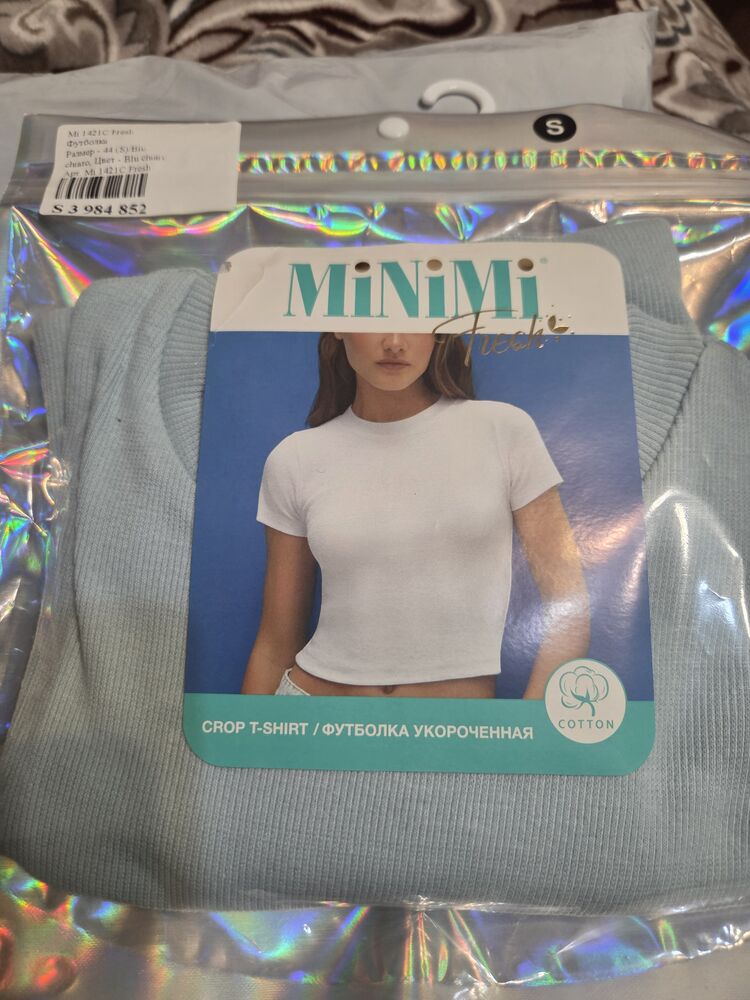 Mi 1421C Fresh
Футболка
Размер - 44 (S) Blu
chiaro, Цвет - Blu chiaro,
Арт. Mi 1421C Fresh
S 3 984 852
S
MiNiMi
Fresh
COTTON
CROP T-SHIRT / ФУТБОЛКА УКОРОЧЕННАЯ